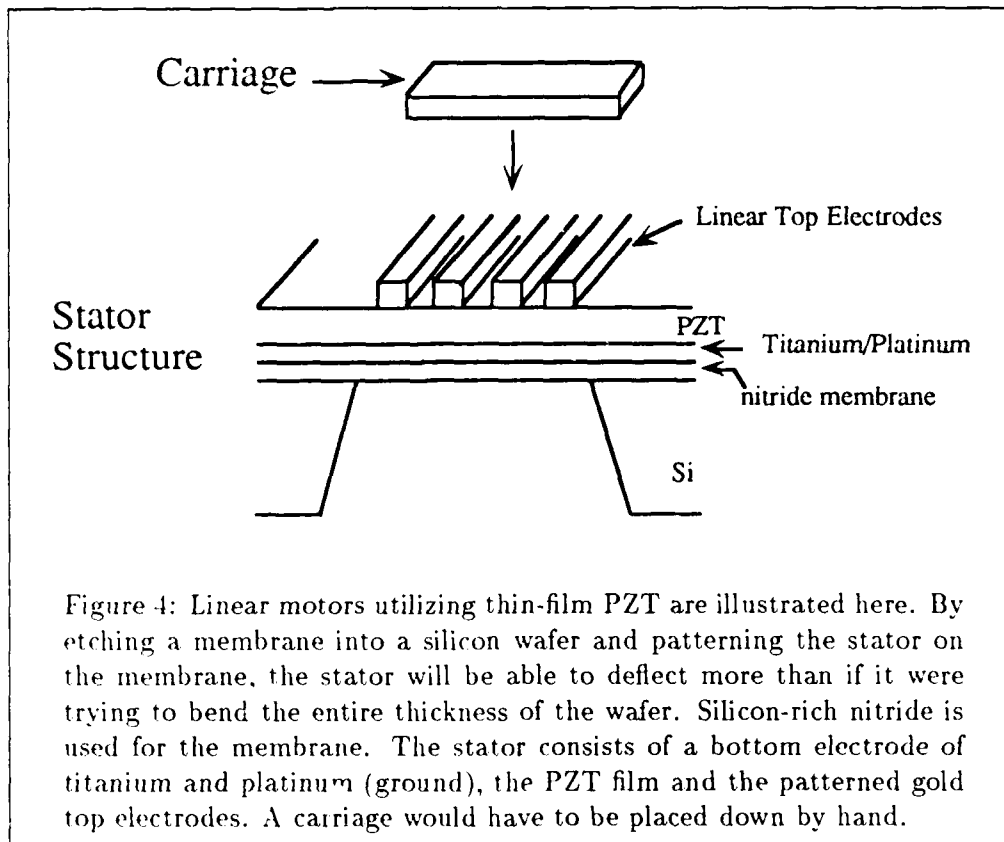 Carriage
Linear Top Electrodes
Stator
Structure
PZT
Titanium/Platinum
nitride membrane
Si
Figure 4: Linear motors utilizing thin-film PZT are illustrated here. By
etching a membrane into a silicon wafer and patterning the stator on
the membrane, the stator will be able to deflect more than if it were
trying to bend the entire thickness of the wafer. Silicon-rich nitride is
used for the membrane. The stator consists of a bottom electrode of
titanium and platinum (ground), the PZT film and the patterned gold
top electrodes. A carriage would have to be placed down by hand.